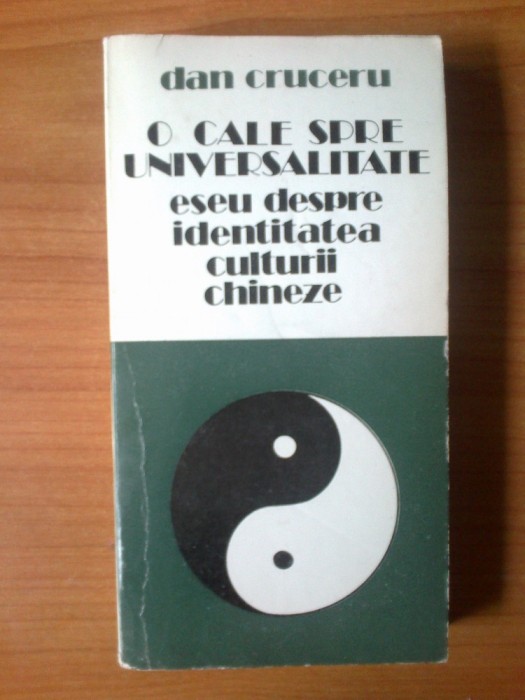 dan cruceru
O CALE SPRE
UNIVERSALITATE
eseu despre
identitatea
culturii
chineze